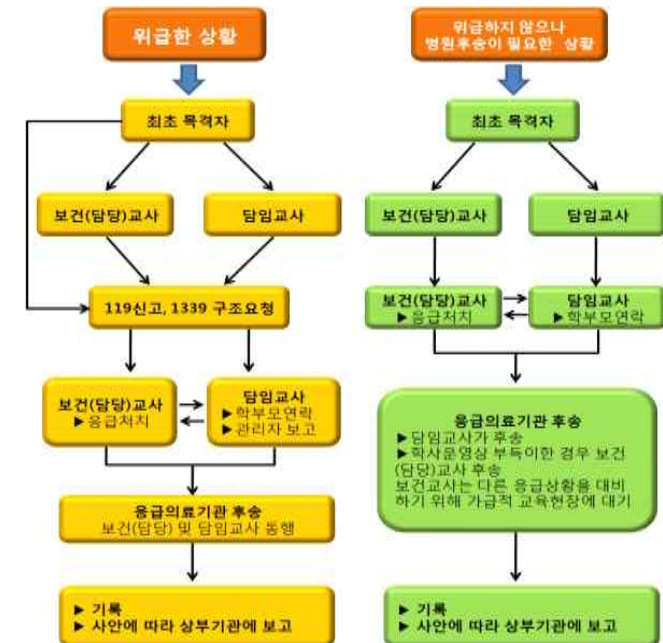 위급한 상황
최초 목격자
보건(담당)교사
담임교사
119신고, 1339 구조요청
보건(담당)교사
▶응급처치
담임교사
▶학부모연락
▶관리자 보고
응급의료기관 후송
보건(담당) 및 담임교사 동행
▶ 기록
▶ 사안에 따라 상부기관에 보고
위급하지 않으나
병원후송이 필요한 상황
최초 목격자
보건(담당)교사
담임교사
보건(담당)교사
▶응급처치
담임교사
▶학부모연락
응급의료기관 후송
▶담임교사가 후송
▶학사운영상 부득이한 경우 보건
(담당)교사 후송
보건교사는 다른 응급상황을 대비
하기 위해 가급적 교육현장에 대기
▶ 기록
▶ 사안에 따라 상부기관에 보고